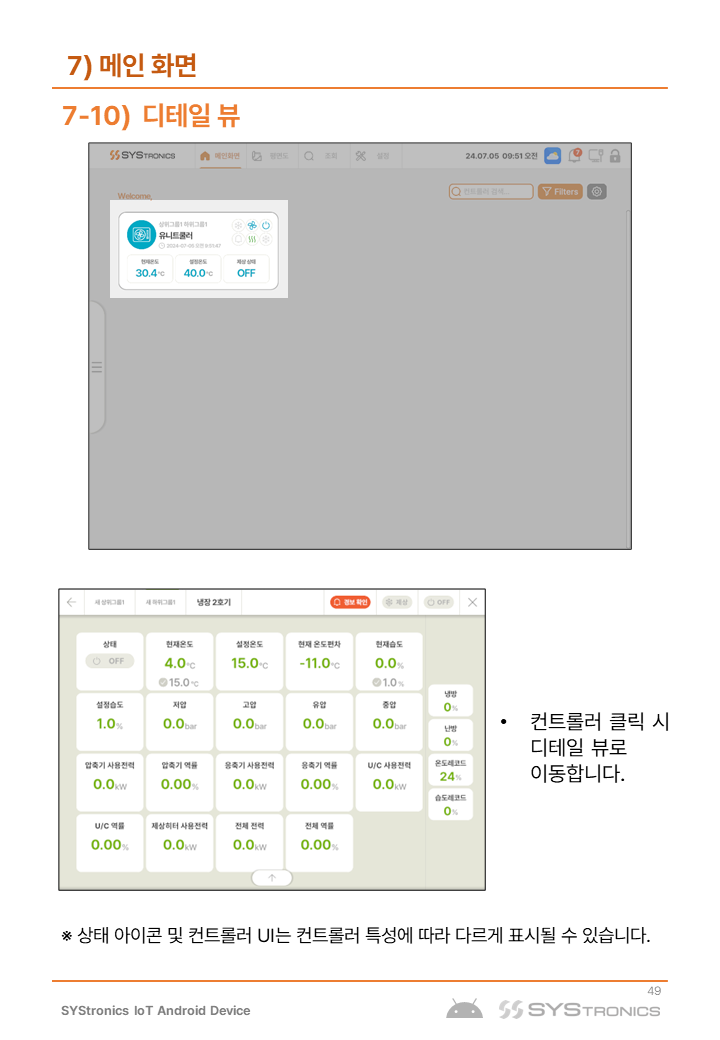 7) 메인 화면
7-10) 디테일 뷰
SYSTRONICS 메인화면 평면도 조회 설정 24.07.05 09:51 오전 7
Welcome,
컨트롤러 검색... Filters
상위그룹1 하위그룹1
유니트쿨러
현재온도 설정온도 제상 상태
30.4℃ 40.0℃ OFF
새 상위그룹1 새 하위그룹1 냉장 2호기 경보 확인 제상 OFF
상태 현재온도 설정온도 현재 온도편차 현재습도
OFF 4.0℃ 15.0℃ -11.0℃ 0.0%
15.0℃ 1.0%
설정습도 저압 고압 유압 중압
1.0% 0.0bar 0.0bar 0.0bar 0.0bar
압축기 사용전력 압축기 역률 응축기 사용전력 응축기 역률 U/C 사용전력
0.0kW 0.00% 0.0kW 0.00% 0.0kW
U/C 역률 제상히터 사용전력 전체 전력 전체 역률
0.00% 0.0kW 0.0kW 0.00%
냉방
0%
난방
0%
온도레코드
24%
습도레코드
0%
• 컨트롤러 클릭 시
디테일 뷰로
이동합니다.
※ 상태 아이콘 및 컨트롤러 UI는 컨트롤러 특성에 따라 다르게 표시될 수 있습니다.
49
SYStronics IoT Android Device
SYSTRONICS